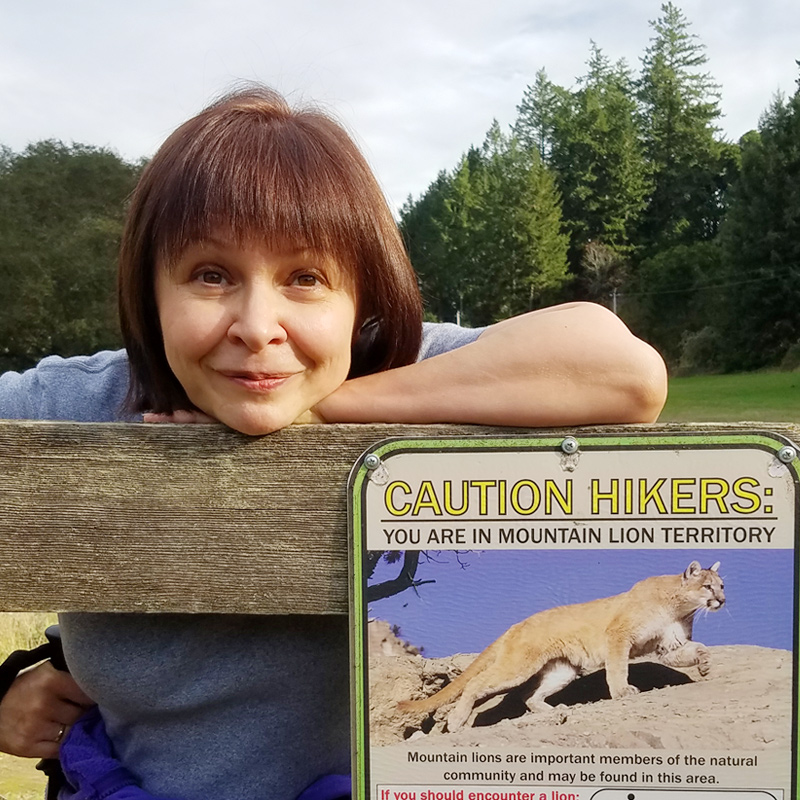 CAUTION HIKERS:
YOU ARE IN MOUNTAIN LION TERRITORY
Mountain lions are important members of the natural
community and may be found in this area.
If you should encounter a lion: